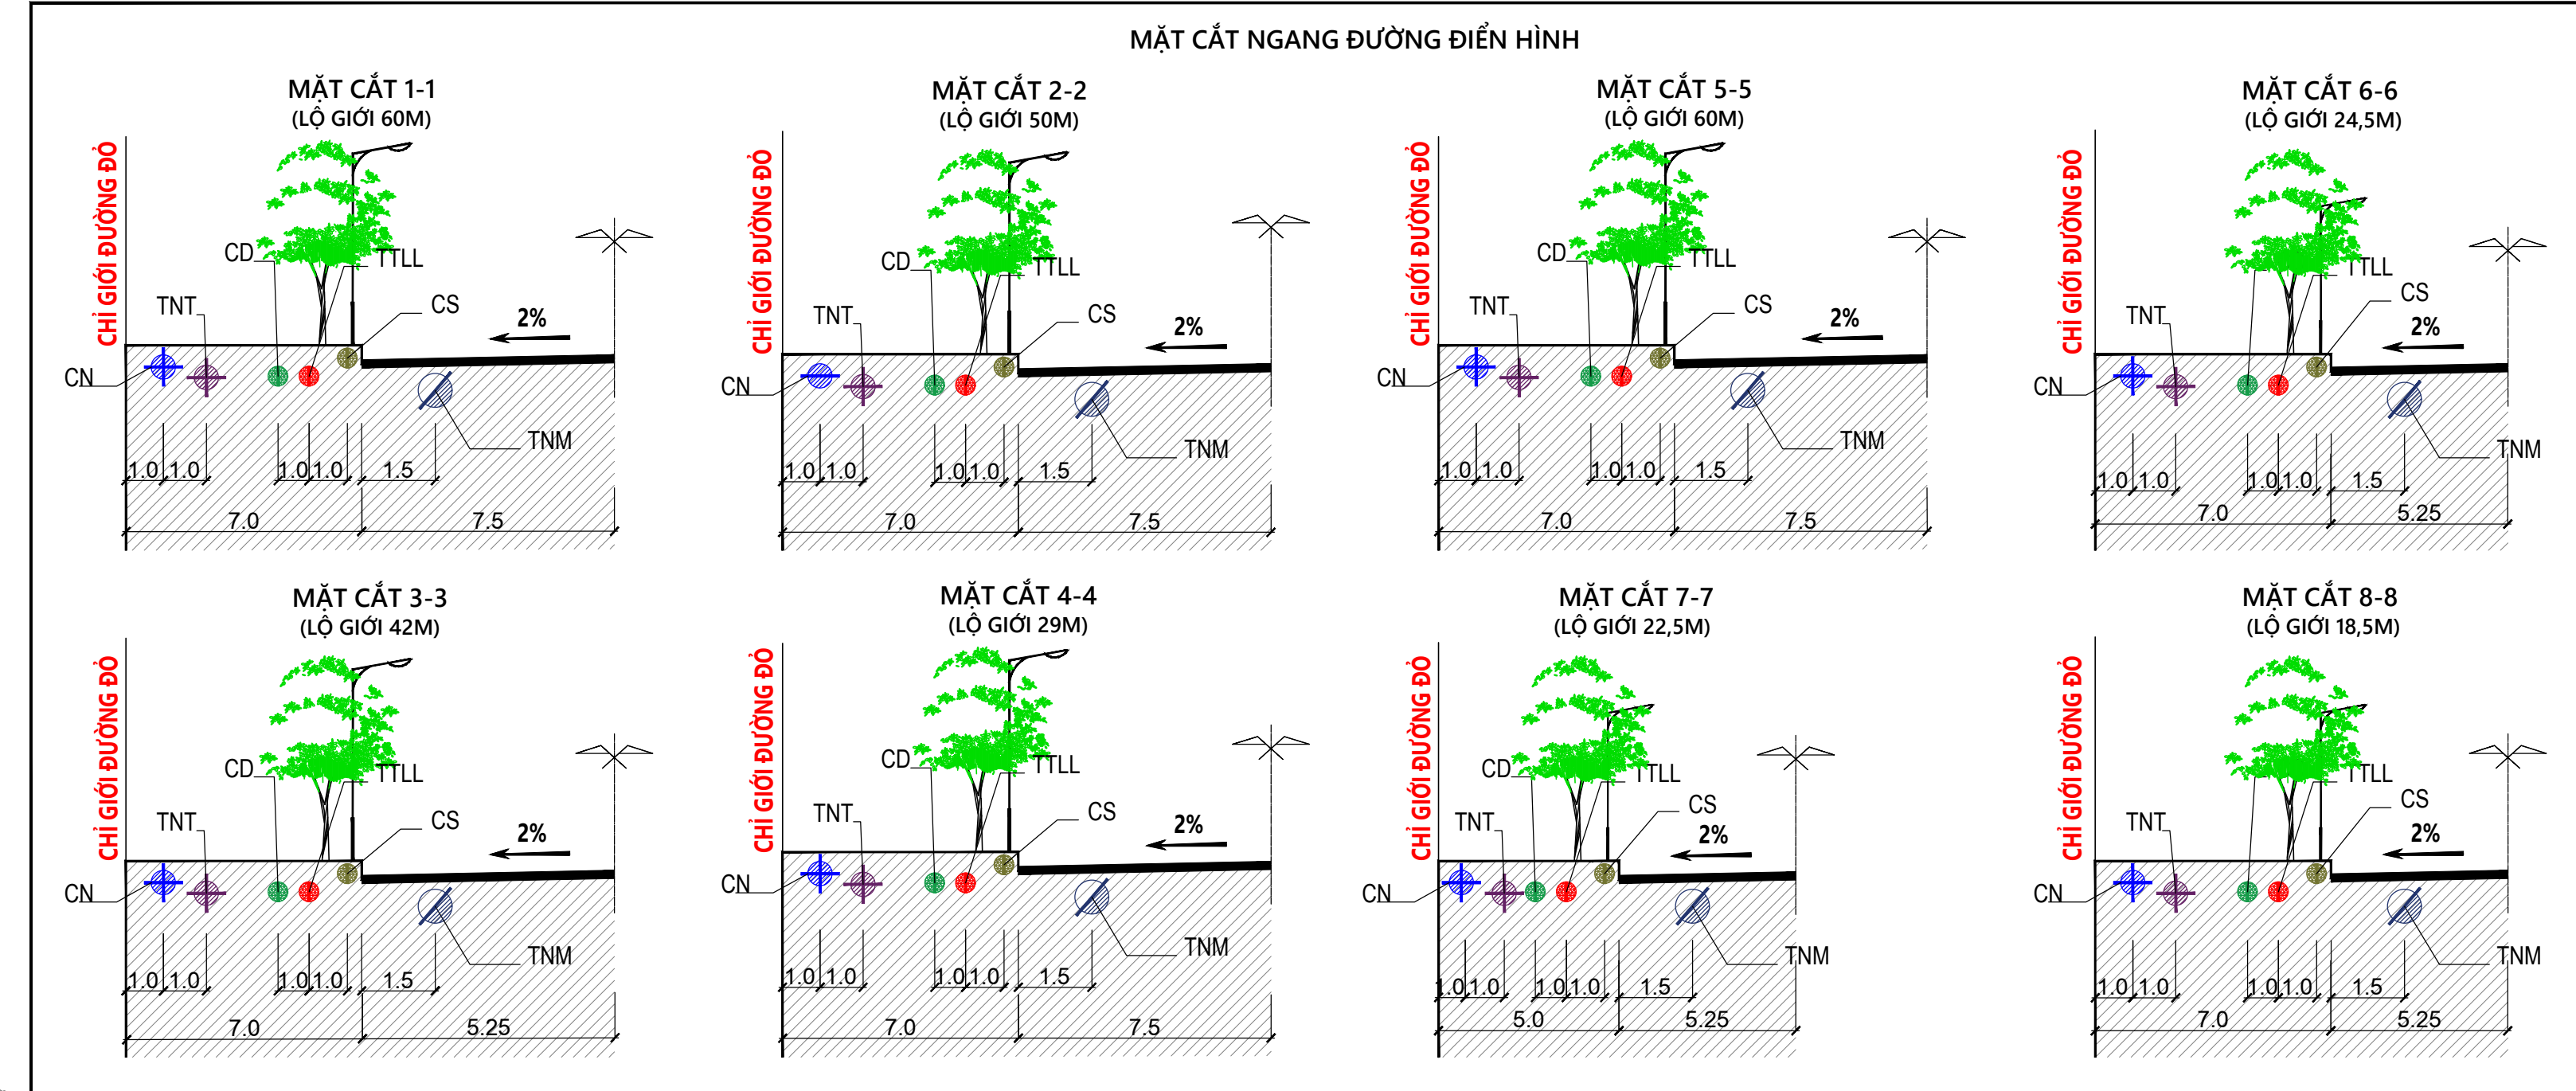 MẶT CẮT NGANG ĐƯỜNG ĐIỂN HÌNH
MẶT CẮT 1-1
(LỘ GIỚI 60M)
CHỈ GIỚI ĐƯỜNG ĐỎ
CD
TTLL
TNT
CS
2%
CN
TNM
1.0 1.0 1.0 1.0 1.5
7.0 7.5
MẶT CẮT 2-2
(LỘ GIỚI 50M)
CHỈ GIỚI ĐƯỜNG ĐỎ
CD
TTLL
TNT
CS
2%
CN
TNM
1.0 1.0 1.0 1.0 1.5
7.0 7.5
MẶT CẮT 5-5
(LỘ GIỚI 60M)
CHỈ GIỚI ĐƯỜNG ĐỎ
CD
TTLL
TNT
CS
2%
CN
TNM
1.0 1.0 1.0 1.0 1.5
7.0 7.5
MẶT CẮT 6-6
(LỘ GIỚI 24,5M)
CHỈ GIỚI ĐƯỜNG ĐỎ
TTLL
TNT
CS
2%
CN
TNM
1.0 1.0 1.0 1.0 1.5
7.0 5.25
MẶT CẮT 3-3
(LỘ GIỚI 42M)
CHỈ GIỚI ĐƯỜNG ĐỎ
CD
TTLL
TNT
CS
2%
CN
TNM
1.0 1.0 1.0 1.0 1.5
7.0 5.25
MẶT CẮT 4-4
(LỘ GIỚI 29M)
CHỈ GIỚI ĐƯỜNG ĐỎ
CD
TTLL
TNT
CS
2%
CN
TNM
1.0 1.0 1.0 1.0 1.5
7.0 7.5
MẶT CẮT 7-7
(LỘ GIỚI 22,5M)
CHỈ GIỚI ĐƯỜNG ĐỎ
CD
TTLL
TNT
CS
2%
CN
TNM
1.0 1.0 1.0 1.0 1.5
5.0 5.25
MẶT CẮT 8-8
(LỘ GIỚI 18,5M)
CHỈ GIỚI ĐƯỜNG ĐỎ
TTLL
TNT
CS
2%
CN
TNM
1.0 1.0 1.0 1.0 1.5
7.0 5.25